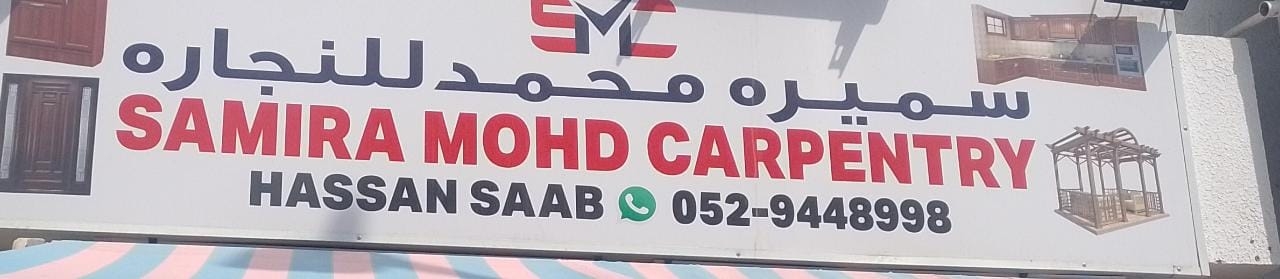 SMC
سميره محمد للنجاره
SAMIRA MOHD CARPENTRY
HASSAN SAAB 052-9448998